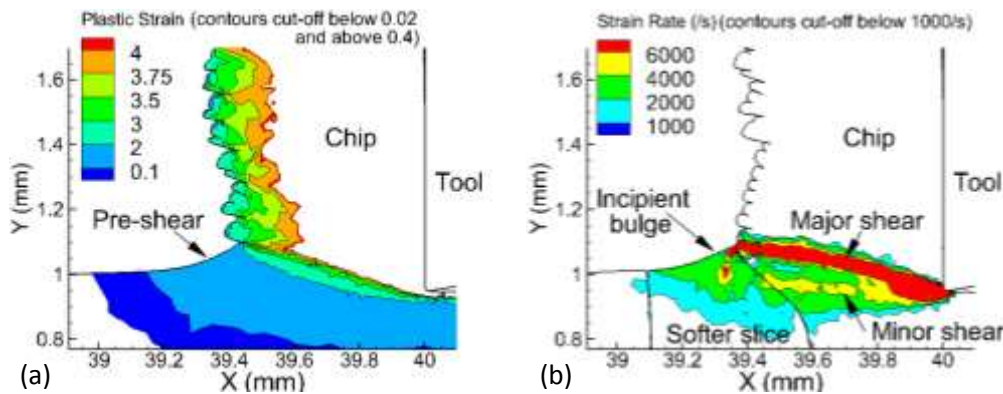 Plastic Strain (contours cut-off below 0.02
and above 0.4)
4
3.75
3.5
3
2
0.1
Chip
Tool
Pre-shear
Y (mm)
1.6
1.4
1.2
1
0.8
39
39.2
39.4
39.6
39.8
40
X (mm)
(a)
Strain Rate (/s) (contours cut-off below 1000/s)
6000
4000
2000
1000
Chip
Tool
Incipient
bulge
Major shear
Minor shear
Softer slice
Y (mm)
1.6
1.4
1.2
1
0.8
39
39.2
39.4
39.6
39.8
40
X (mm)
(b)